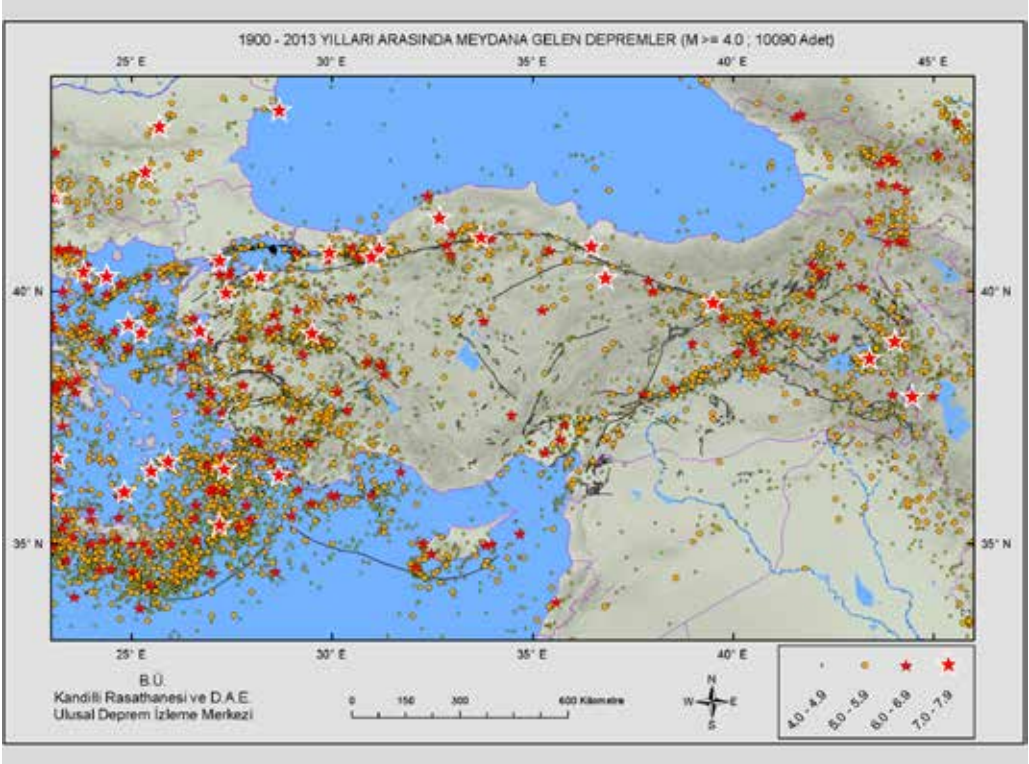 1900 - 2013 YILLARI ARASINDA MEYDANA GELEN DEPREMLER (M >= 4.0 ; 10090 Adet)
25° E 30° E 35° E 40° E 45° E
40° N 40° N
35° N 35° N
25° E 30° E 35° E 40° E
B.Ü.
Kandilli Rasathanesi ve D.A.E.
Ulusal Deprem İzleme Merkezi
0 150 300 600 Kilometre
N
W E
S
4.0 - 4.9 5.0 - 5.9 6.0 - 6.9 7.0 - 7.9